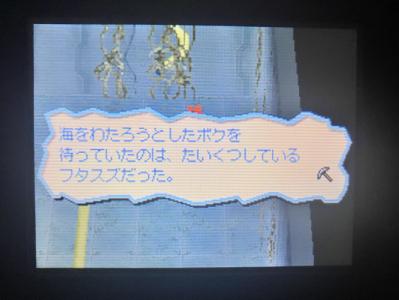 海をわたろうとしたボクを
待っていたのは、たいくつしている
フタスズだった。